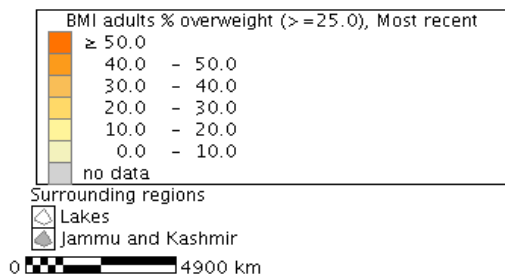 BMI adults % overweight (>=25.0), Most recent
≥ 50.0
40.0 – 50.0
30.0 – 40.0
20.0 – 30.0
10.0 – 20.0
0.0 – 10.0
no data
Surrounding regions
Lakes
Jammu and Kashmir
0 4900 km